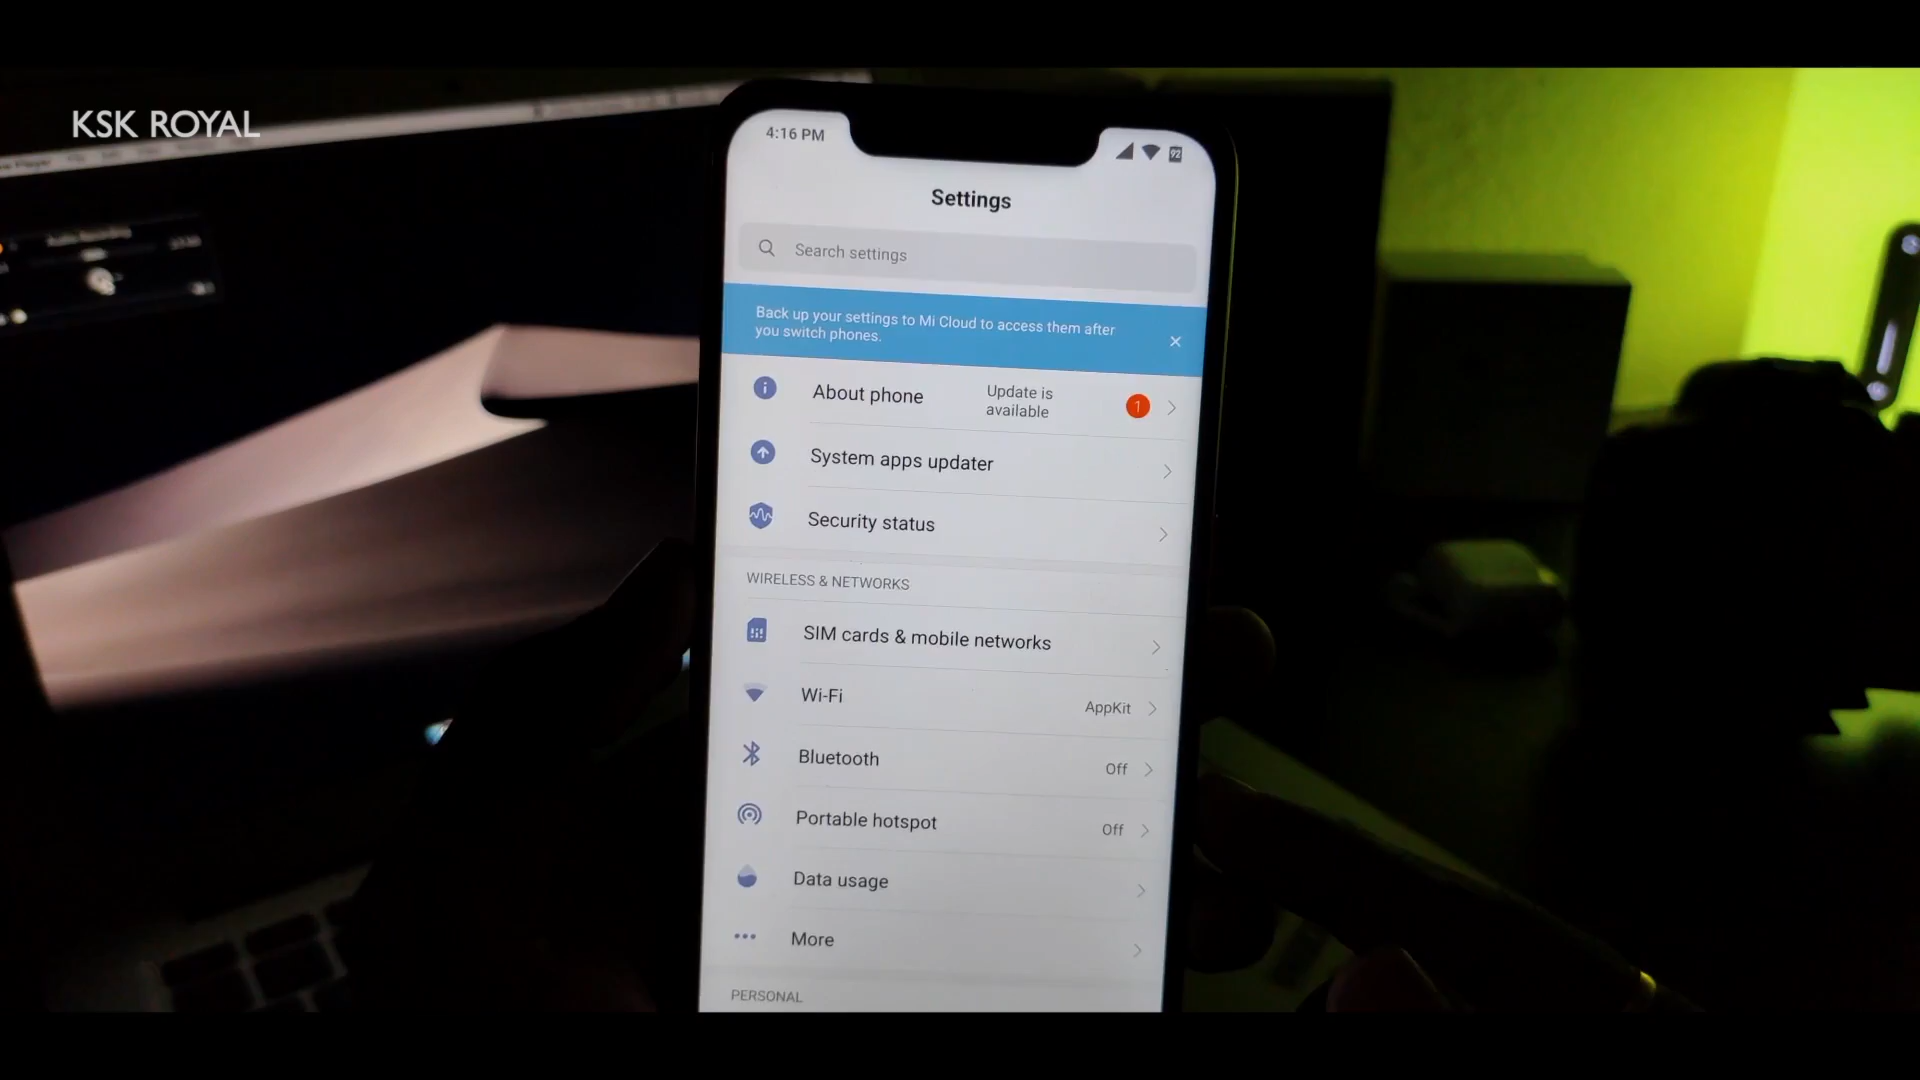 KSK ROYAL
4:16 PM
92
Settings
Search settings
Back up your settings to Mi Cloud to access them after
you switch phones.
About phone
Update is
available
1
System apps updater
Security status
WIRELESS & NETWORKS
SIM cards & mobile networks
Wi-Fi
AppKit
Bluetooth
Off
Portable hotspot
Off
Data usage
More
PERSONAL